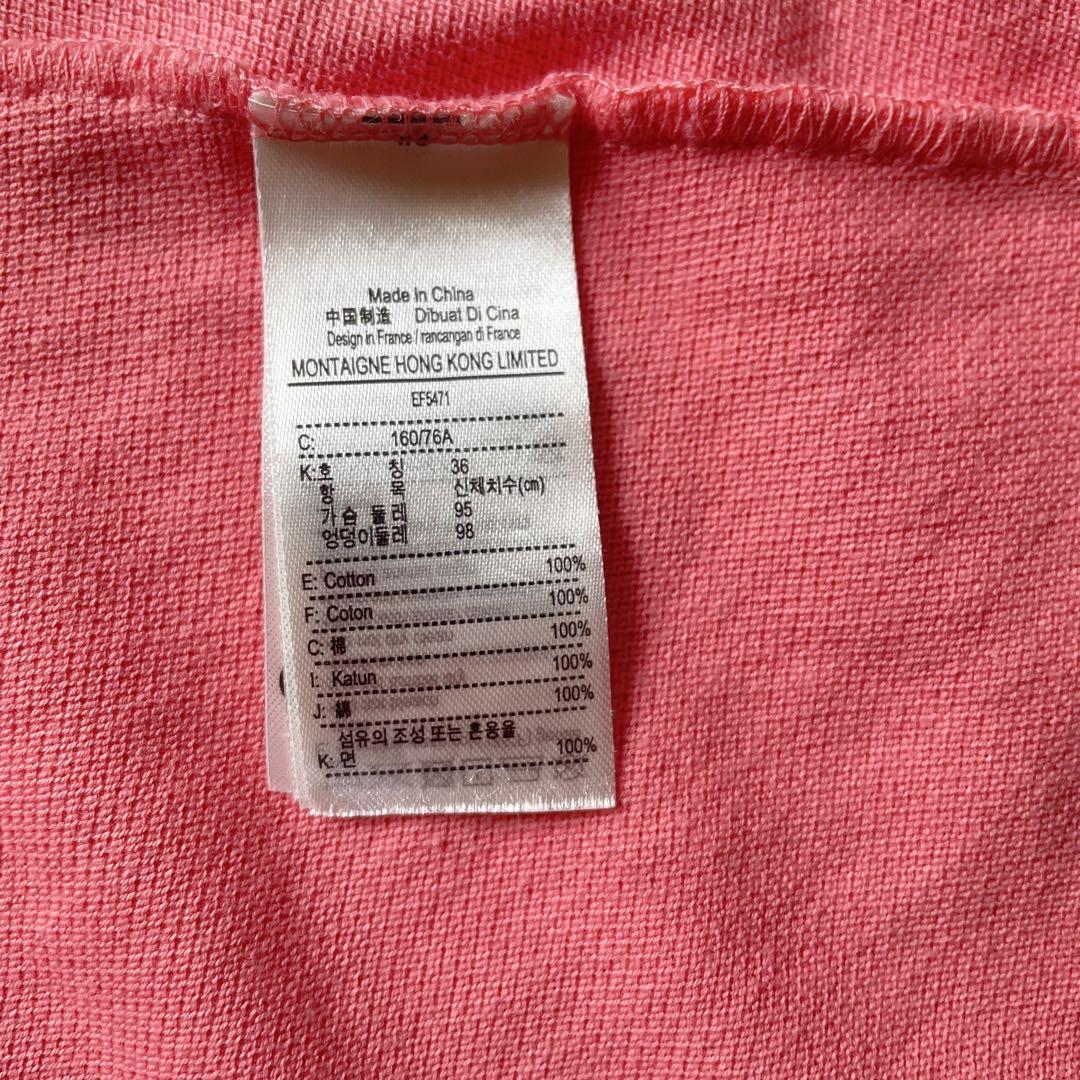 Made In China
中国制造 Dibuat Di Cina
Design in France / rancangan di France
MONTAIGNE HONG KONG LIMITED
EF5471
C: 160/76A
K: 호 칭 36
항 목 신체치수(㎝)
가 슴 둘 레 95
엉덩이둘레 98
E: Cotton 100%
F: Coton 100%
C: 棉 100%
I: Katun 100%
J: 綿 100%
섬유의 조성 또는 혼용율
K: 면 100%